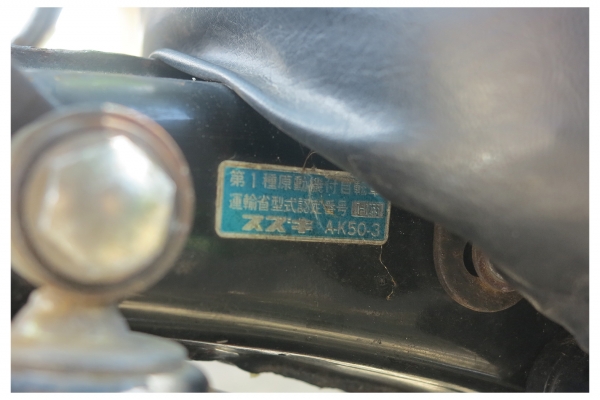 第1種原動機付自転車
運輸省型式認定番号
スズキ A-K50-3